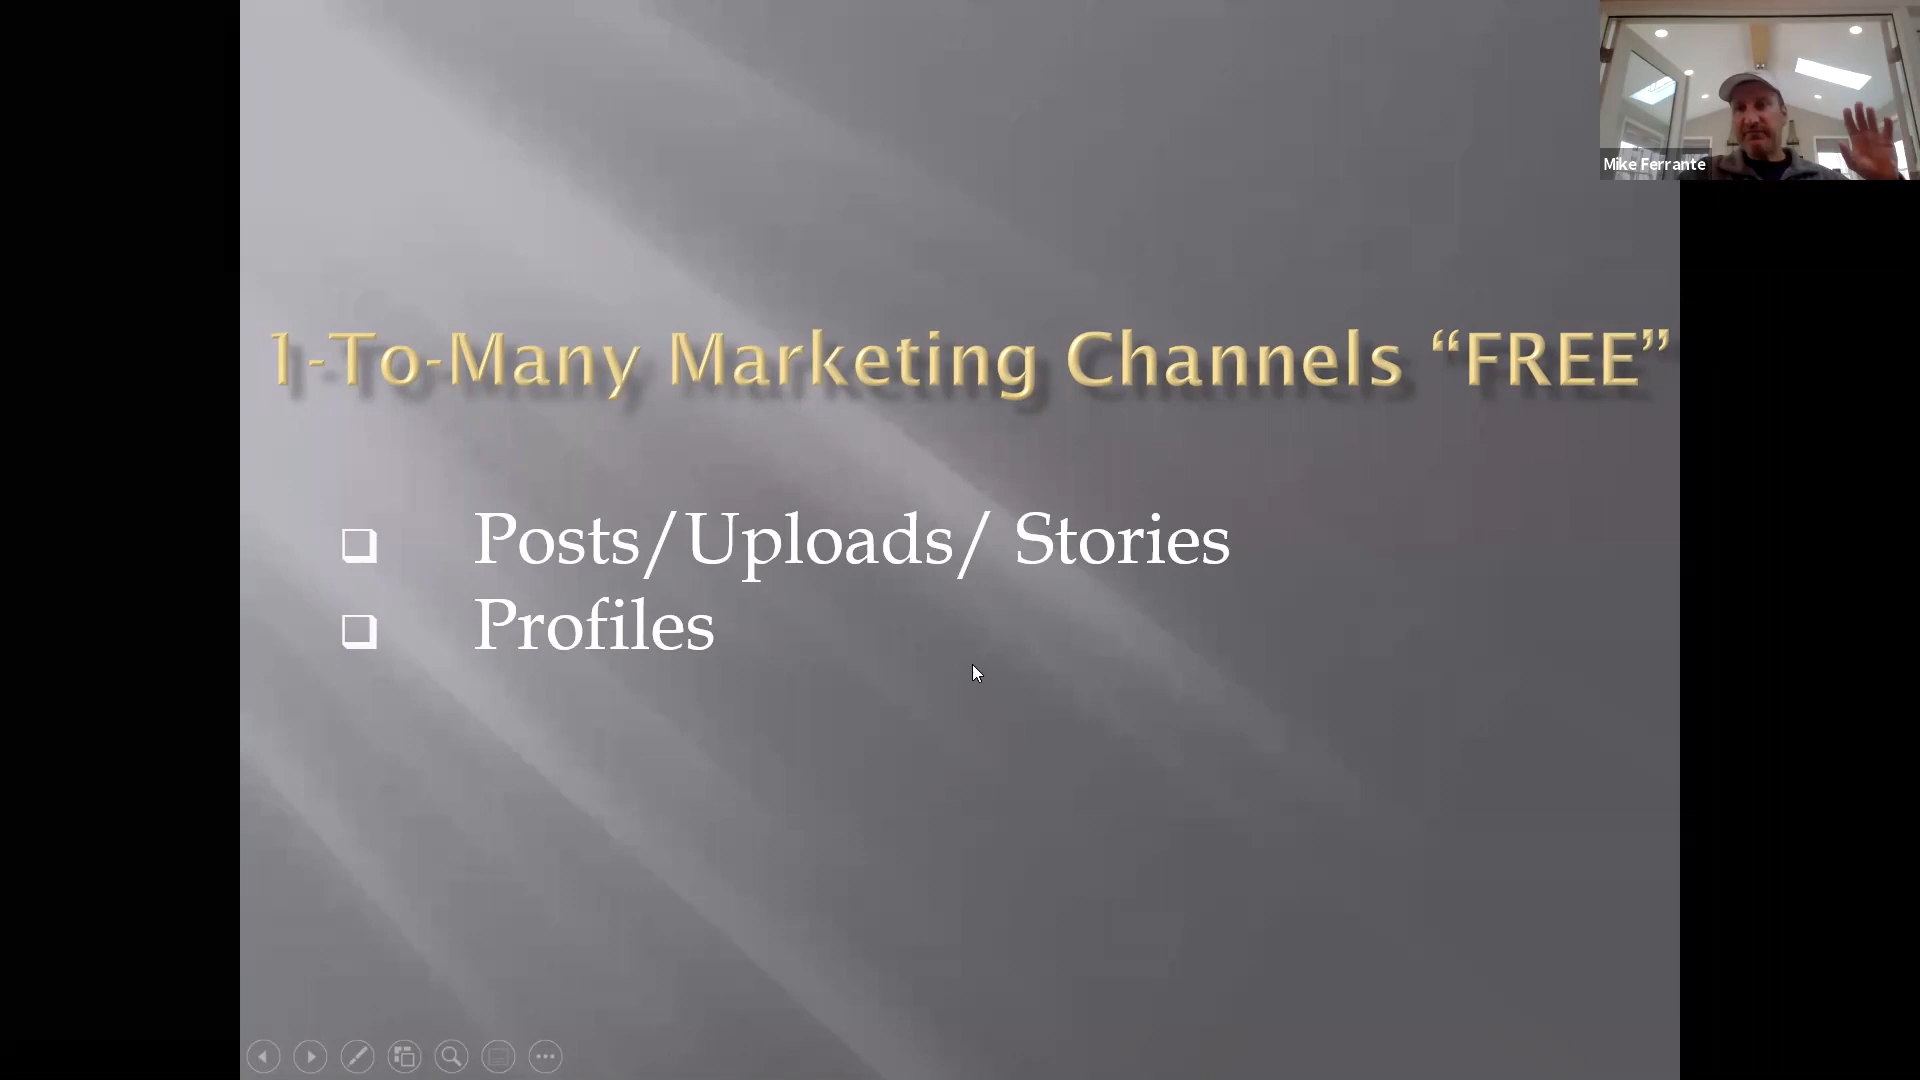 1-To-Many Marketing Channels “FREE”
Posts/Uploads/ Stories
Profiles
Mike Ferrante